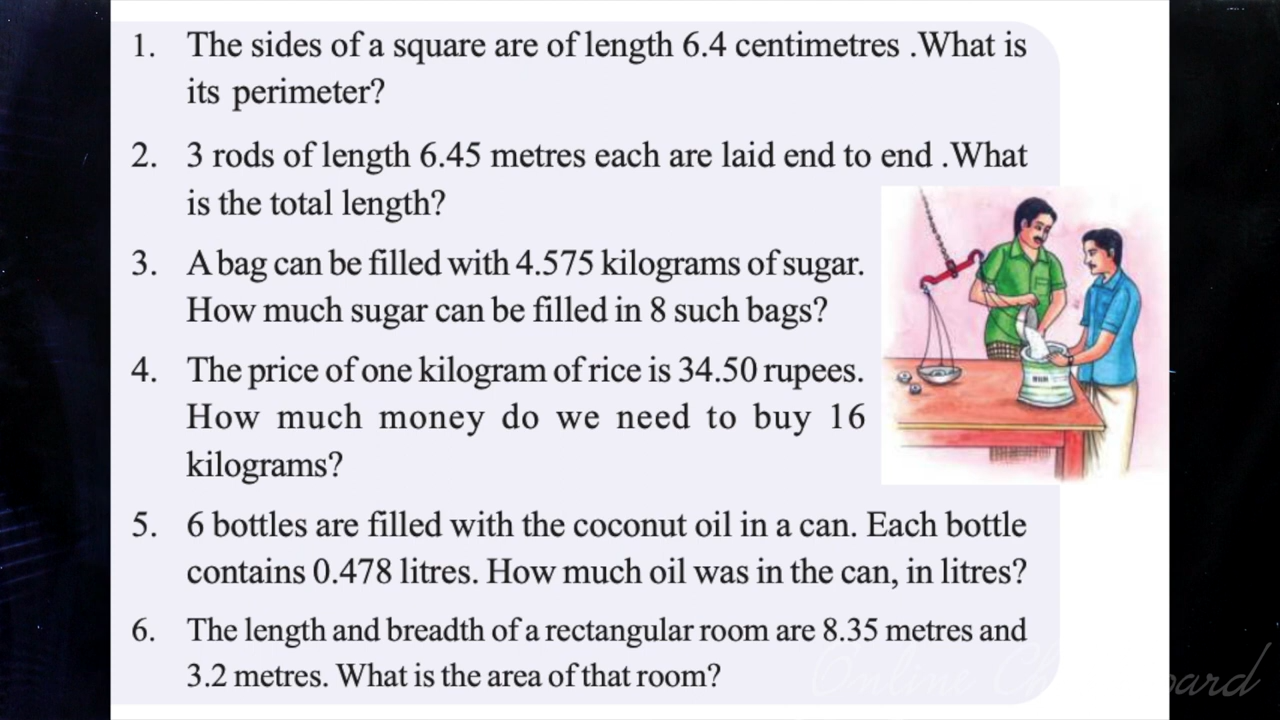 1. The sides of a square are of length 6.4 centimetres .What is
its perimeter?
2. 3 rods of length 6.45 metres each are laid end to end .What
is the total length?
3. A bag can be filled with 4.575 kilograms of sugar.
How much sugar can be filled in 8 such bags?
4. The price of one kilogram of rice is 34.50 rupees.
How much money do we need to buy 16
kilograms?
5. 6 bottles are filled with the coconut oil in a can. Each bottle
contains 0.478 litres. How much oil was in the can, in litres?
6. The length and breadth of a rectangular room are 8.35 metres and
3.2 metres. What is the area of that room?
Online